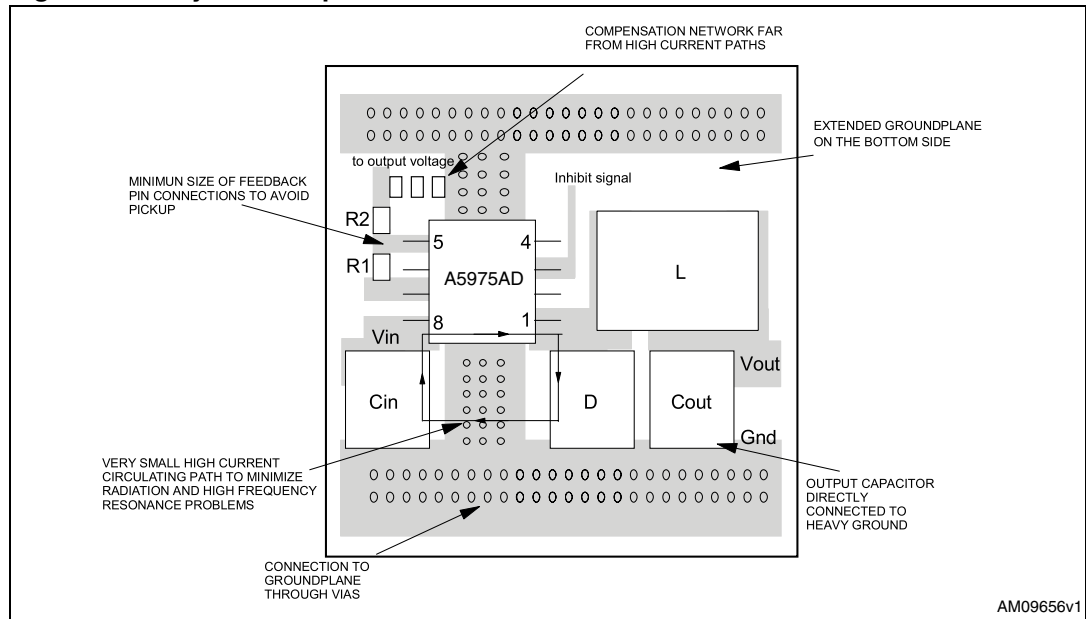 COMPENSATION NETWORK FAR
FROM HIGH CURRENT PATHS
EXTENDED GROUNDPLANE
ON THE BOTTOM SIDE
to output voltage
Inhibit signal
MINIMUN SIZE OF FEEDBACK
PIN CONNECTIONS TO AVOID
PICKUP
R2
R1
5
4
A5975AD
L
8
1
Vin
Vout
Cin
D
Cout
Gnd
VERY SMALL HIGH CURRENT
CIRCULATING PATH TO MINIMIZE
RADIATION AND HIGH FREQUENCY
RESONANCE PROBLEMS
OUTPUT CAPACITOR
DIRECTLY
CONNECTED TO
HEAVY GROUND
CONNECTION TO
GROUNDPLANE
THROUGH VIAS
AM09656v1